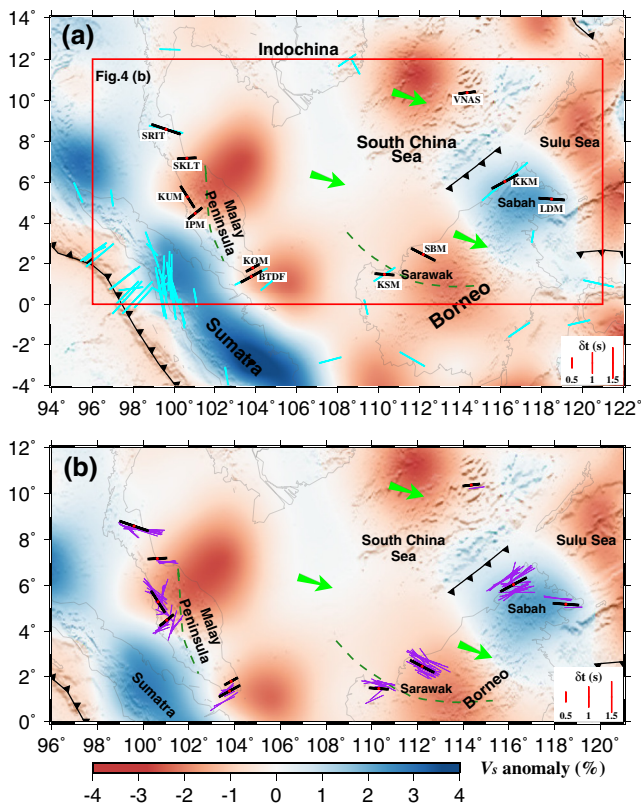 (a)
Indochina
Fig.4 (b)
VNAS
SRIT
South China
Sea
Sulu Sea
SKLT
KKM
KUM
Sabah
LDM
IPM
Malay
Peninsula
SBM
KOM
BTDF
Sarawak
KSM
Borneo
Sumatra
δt (s)
0.5 1 1.5
14°
12°
10°
8°
6°
4°
2°
0°
-2°
-4°
94° 96° 98° 100° 102° 104° 106° 108° 110° 112° 114° 116° 118° 120° 122°
(b)
South China
Sea
Sulu Sea
Sabah
Malay
Peninsula
Sarawak
Borneo
Sumatra
δt (s)
0.5 1 1.5
12°
10°
8°
6°
4°
2°
0°
96° 98° 100° 102° 104° 106° 108° 110° 112° 114° 116° 118° 120°
-4 -3 -2 -1 0 1 2 3 4
Vs anomaly (%)